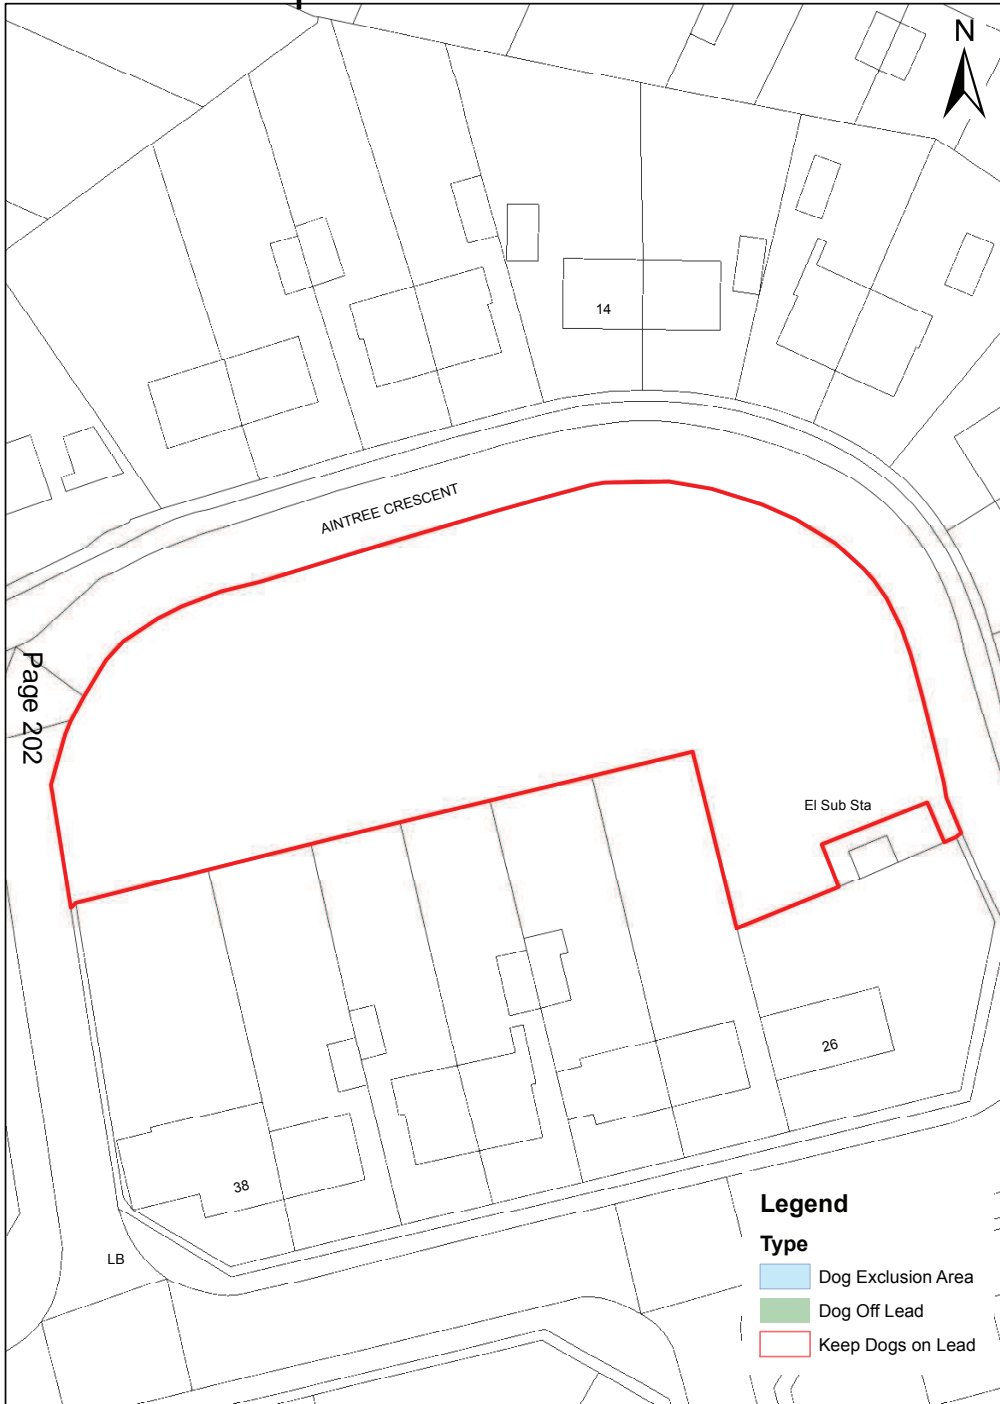 N
14
AINTREE CRESCENT
Page 202
El Sub Sta
26
38
LB
Legend
Type
Dog Exclusion Area
Dog Off Lead
Keep Dogs on Lead